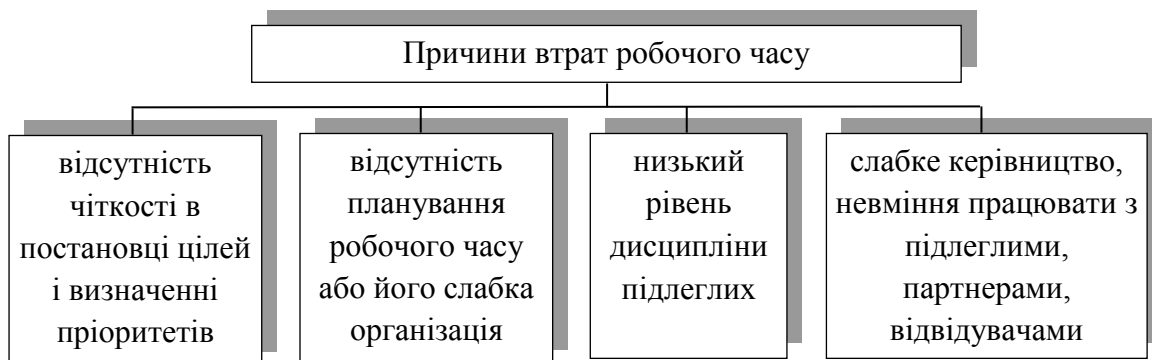 Причини втрат робочого часу
відсутність
чіткості в
постановці цілей
і визначенні
пріоритетів
відсутність
планування
робочого часу
або його слабка
організація
низький
рівень
дисципліни
підлеглих
слабке керівництво,
невміння працювати з
підлеглими,
партнерами,
відвідувачами